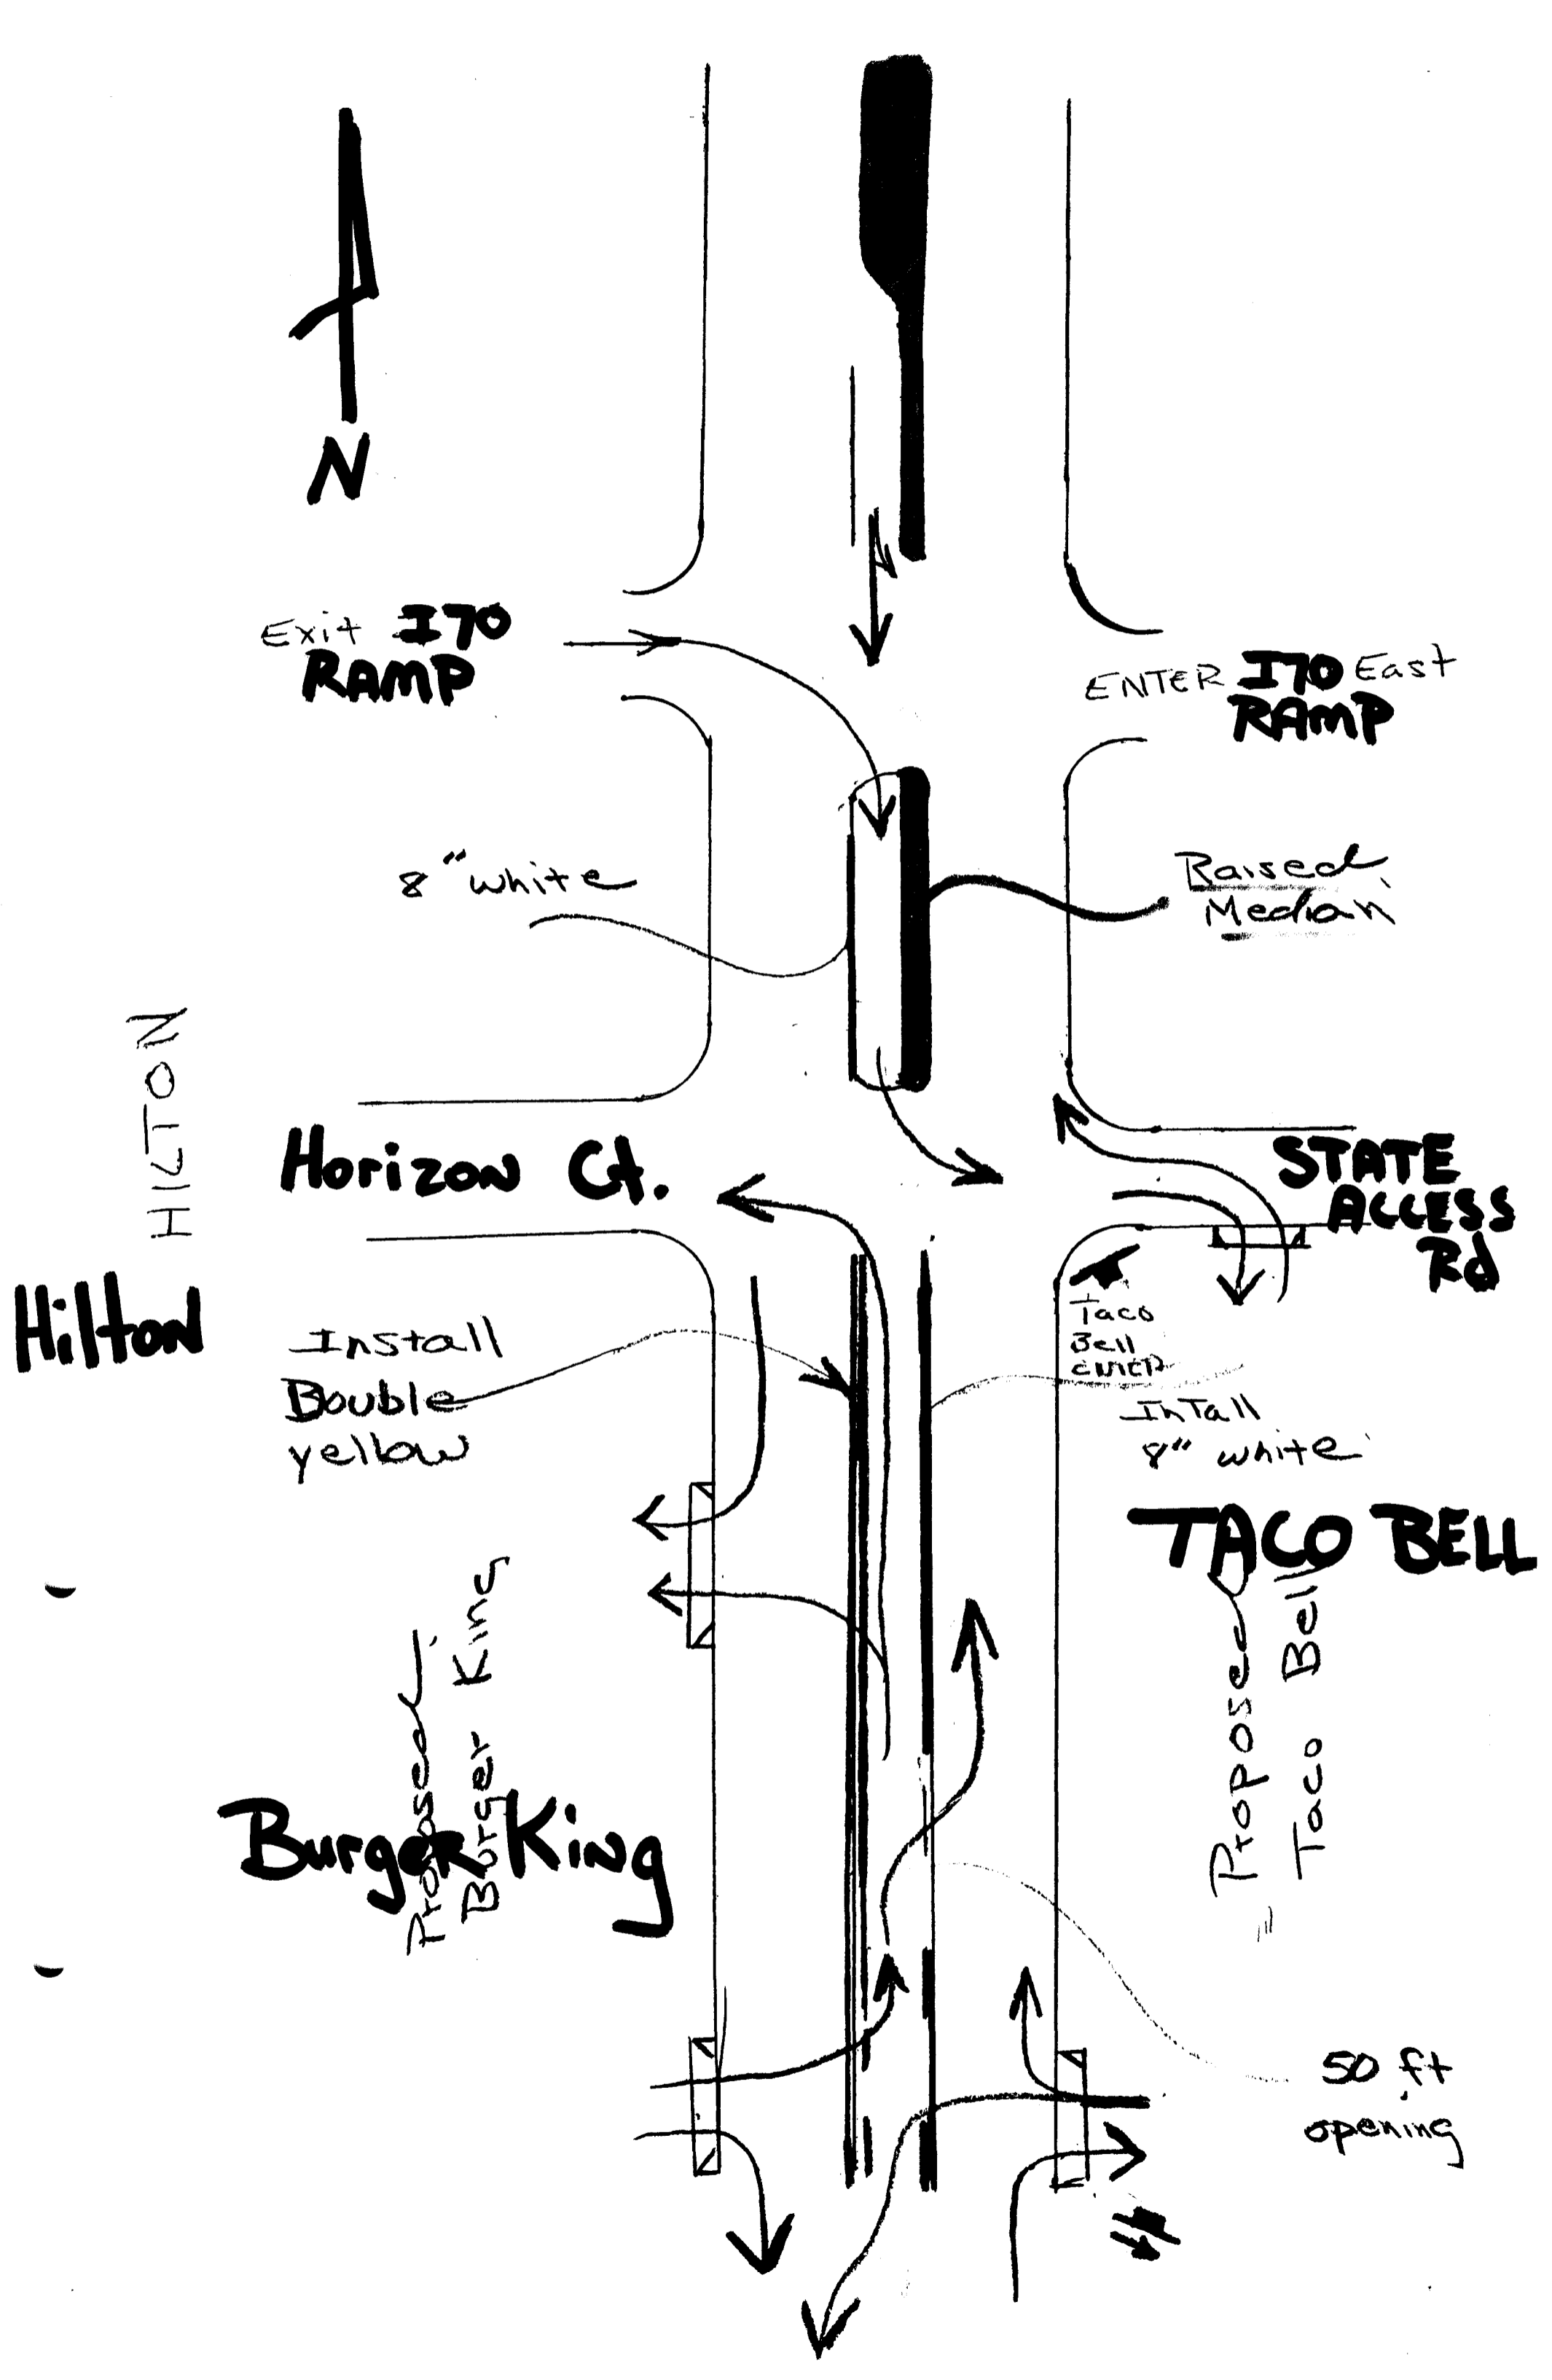 N
Exit I70
RAMP
ENTER I70 East
RAMP
8" white
Raised
Median
HILTON
Horizon Ct.
STATE
ACCESS
Rd
Hilton
Install
Double
yellow
Taco
Bell
InTall
8" white
TACO BELL
Proposed
Burger King
Proposed
Taco Bell
Burger King
50 ft
opening